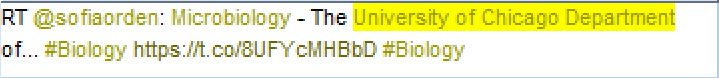 RT @sofiaorden: Microbiology - The University of Chicago Department
of... #Biology https://t.co/8UFYcMHBbD #Biology